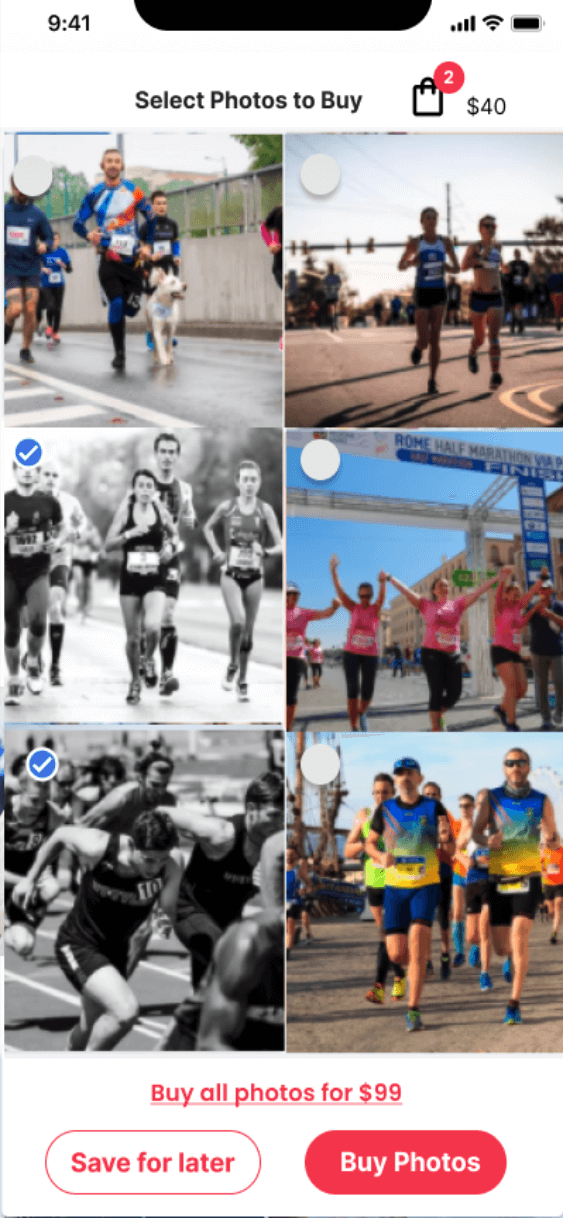 9:41
Select Photos to Buy
2
$40
ROME HALF MARATHON VIA P
Buy all photos for $99
Save for later
Buy Photos